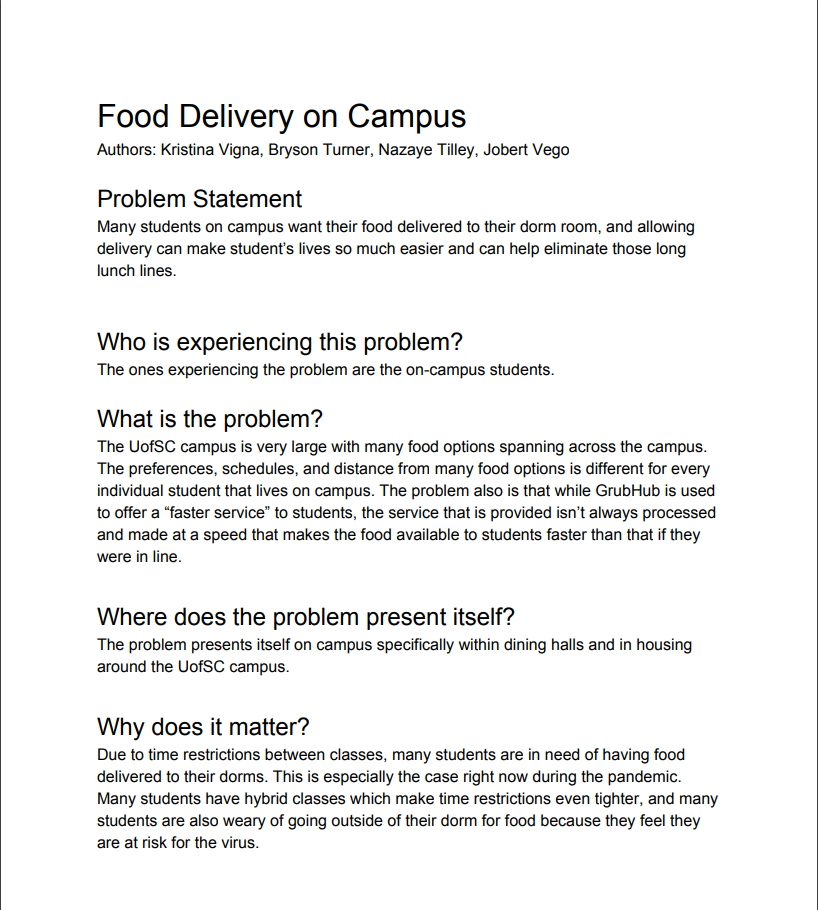 Food Delivery on Campus
Authors: Kristina Vigna, Bryson Turner, Nazaye Tilley, Jobert Vego
Problem Statement
Many students on campus want their food delivered to their dorm room, and allowing
delivery can make student’s lives so much easier and can help eliminate those long
lunch lines.
Who is experiencing this problem?
The ones experiencing the problem are the on-campus students.
What is the problem?
The UofSC campus is very large with many food options spanning across the campus.
The preferences, schedules, and distance from many food options is different for every
individual student that lives on campus. The problem also is that while GrubHub is used
to offer a “faster service” to students, the service that is provided isn’t always processed
and made at a speed that makes the food available to students faster than that if they
were in line.
Where does the problem present itself?
The problem presents itself on campus specifically within dining halls and in housing
around the UofSC campus.
Why does it matter?
Due to time restrictions between classes, many students are in need of having food
delivered to their dorms. This is especially the case right now during the pandemic.
Many students have hybrid classes which make time restrictions even tighter, and many
students are also weary of going outside of their dorm for food because they feel they
are at risk for the virus.